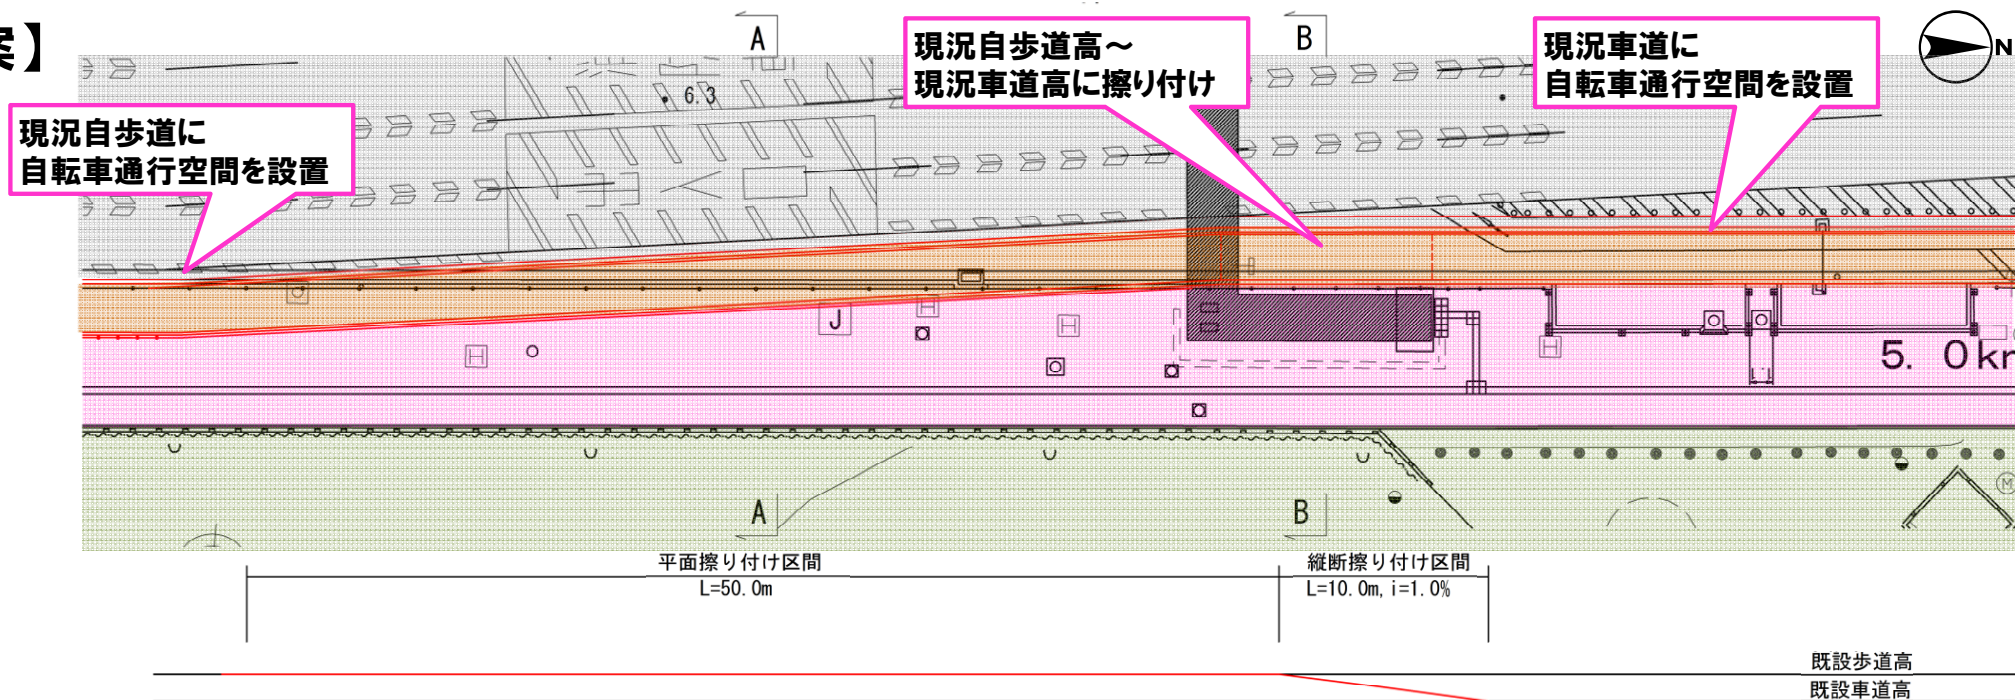 案】
A
B
現況自歩道高～
現況車道高に擦り付け
現況車道に
自転車通行空間を設置
N
6.3
現況自歩道に
自転車通行空間を設置
J
H
H
H
H
5. 0k
A
B
M
平面擦り付け区間
L=50.0m
縦断擦り付け区間
L=10.0m, i=1.0%
既設歩道高
既設車道高